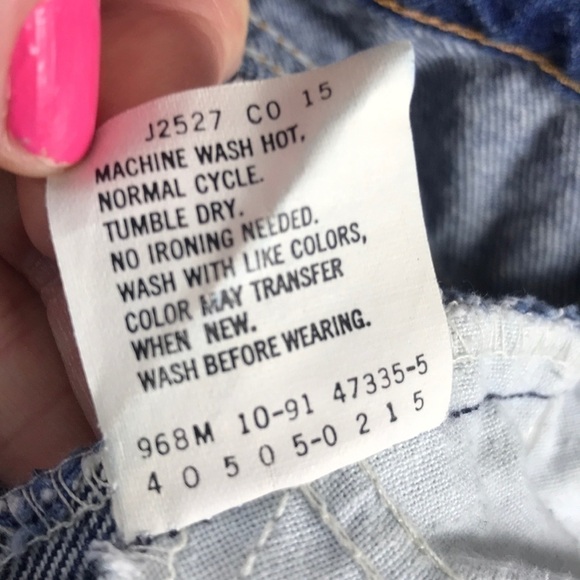 J2527 CO 15
MACHINE WASH HOT,
NORMAL CYCLE.
TUMBLE DRY.
NO IRONING NEEDED.
WASH WITH LIKE COLORS,
COLOR MAY TRANSFER
WHEN NEW.
WASH BEFORE WEARING.
968M 10-91 47335-5
4 0 5 0 5-0 2 1 5